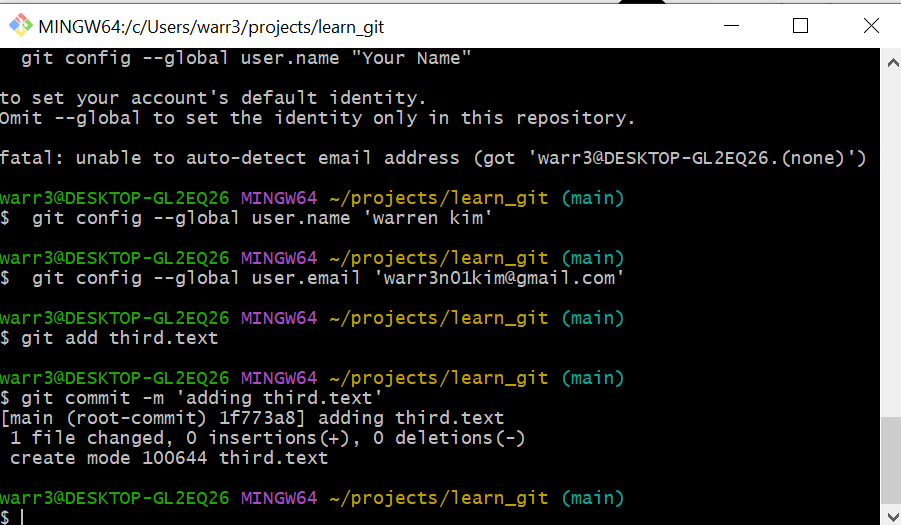 MINGW64:/c/Users/warr3/projects/learn_git
git config --global user.name "Your Name"
to set your account's default identity.
Omit --global to set the identity only in this repository.
fatal: unable to auto-detect email address (got 'warr3@DESKTOP-GL2EQ26.(none)')
warr3@DESKTOP-GL2EQ26 MINGW64 ~/projects/learn_git (main)
$  git config --global user.name 'warren kim'
warr3@DESKTOP-GL2EQ26 MINGW64 ~/projects/learn_git (main)
$  git config --global user.email 'warr3n01kim@gmail.com'
warr3@DESKTOP-GL2EQ26 MINGW64 ~/projects/learn_git (main)
$ git add third.text
warr3@DESKTOP-GL2EQ26 MINGW64 ~/projects/learn_git (main)
$ git commit -m 'adding third.text'
[main (root-commit) 1f773a8] adding third.text
 1 file changed, 0 insertions(+), 0 deletions(-)
 create mode 100644 third.text
warr3@DESKTOP-GL2EQ26 MINGW64 ~/projects/learn_git (main)
$